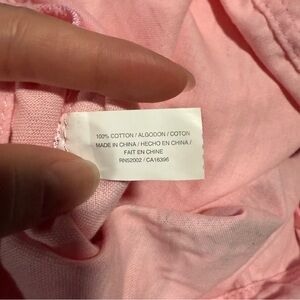 100% COTTON / ALGODON / COTON
MADE IN CHINA / HECHO EN CHINA /
FAIT EN CHINE
RN52002 / CA16396